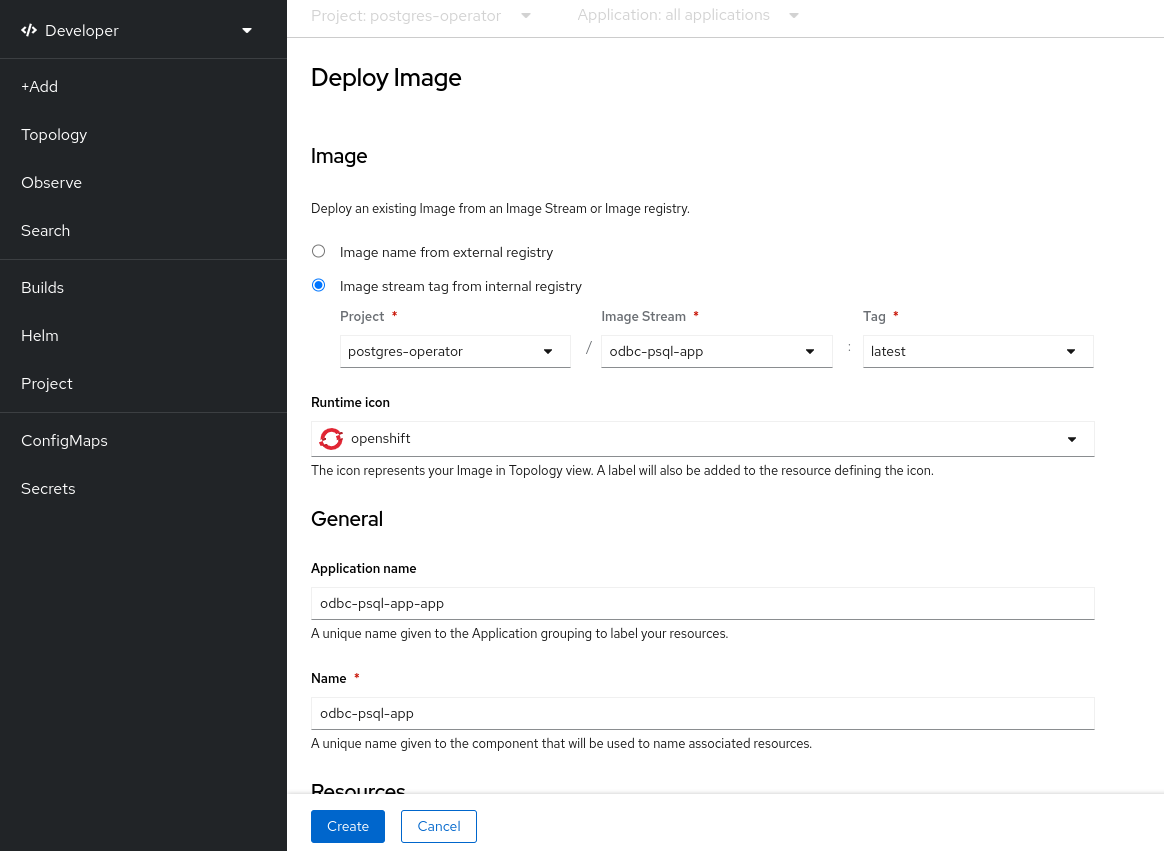 Developer
+Add
Topology
Observe
Search
Builds
Helm
Project
ConfigMaps
Secrets
Project: postgres-operator
Application: all applications
Deploy Image
Image
Deploy an existing Image from an Image Stream or Image registry.
Image name from external registry
Image stream tag from internal registry
Project * Image Stream * Tag *
postgres-operator / odbc-psql-app : latest
Runtime icon
openshift
The icon represents your Image in Topology view. A label will also be added to the resource defining the icon.
General
Application name
odbc-psql-app-app
A unique name given to the Application grouping to label your resources.
Name *
odbc-psql-app
A unique name given to the component that will be used to name associated resources.
Resources
Create Cancel